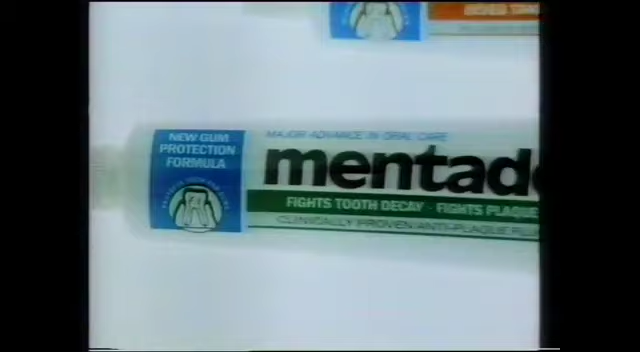 NEW GUM
PROTECTION
FORMULA
MAJOR ADVANCE IN ORAL CARE
mentad
FIGHTS TOOTH DECAY · FIGHTS PLAQUE
CLINICALLY PROVEN ANTI-PLAQUE